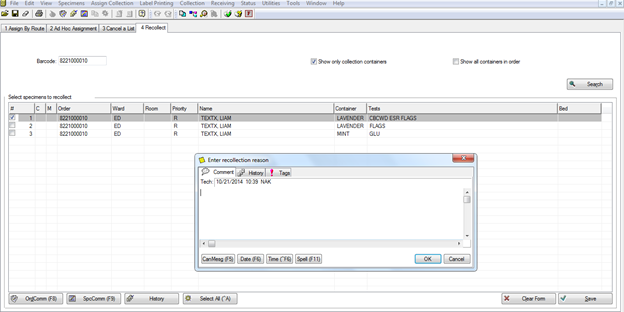 File Edit View Specimens Assign Collection Label Printing Collection Receiving Status Utilities Tools Window Help
1 Assign By Route 2 Ad Hoc Assignment 3 Cancel a List 4 Recollect
Barcode: 8221000010 Show only collection containers Show all containers in order
Search
Select specimens to recollect
# C M Order Ward Room Priority Name Container Tests Bed
1 8221000010 ED R TEXTX, LIAM LAVENDER CBCWD ESR FLAGS
2 8221000010 ED R TEXTX, LIAM LAVENDER FLAGS
3 8221000010 ED R TEXTX, LIAM MINT GLU
Enter recollection reason
Comment History Tags
Tech: 10/21/2014 10:39 NAK
CanMesg (F5) Date (F6) Time (^F6) Spell (F11) OK Cancel
OrdComm (F8) SpcComm (F9) History Select All (^A) Clear Form Save